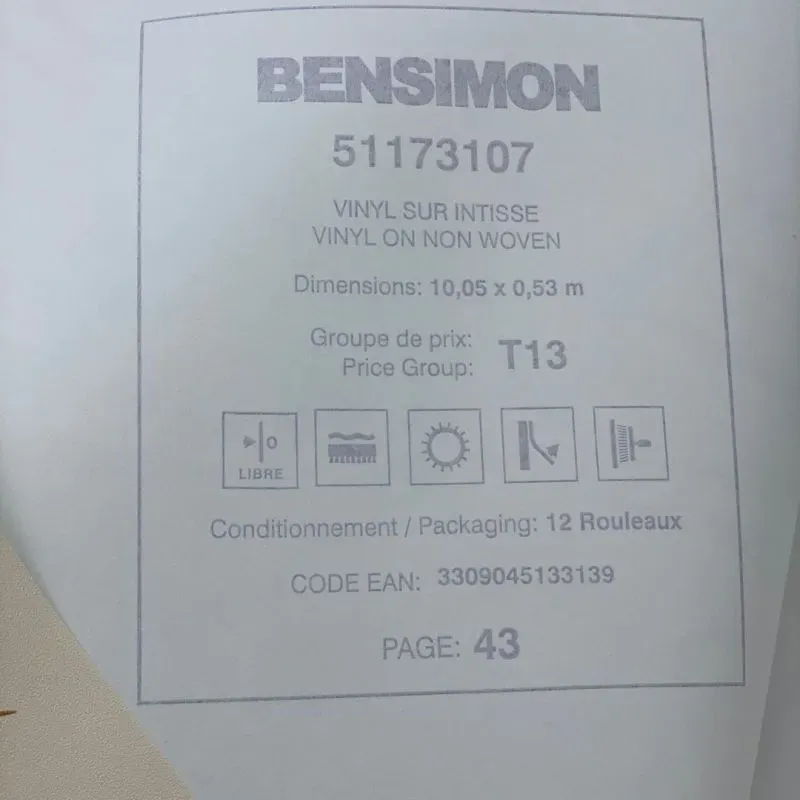 BENSIMON
51173107
VINYL SUR INTISSE
VINYL ON NON WOVEN
Dimensions: 10,05 x 0,53 m
Groupe de prix:
Price Group: T13
LIBRE
Conditionnement / Packaging: 12 Rouleaux
CODE EAN: 3309045133139
PAGE: 43